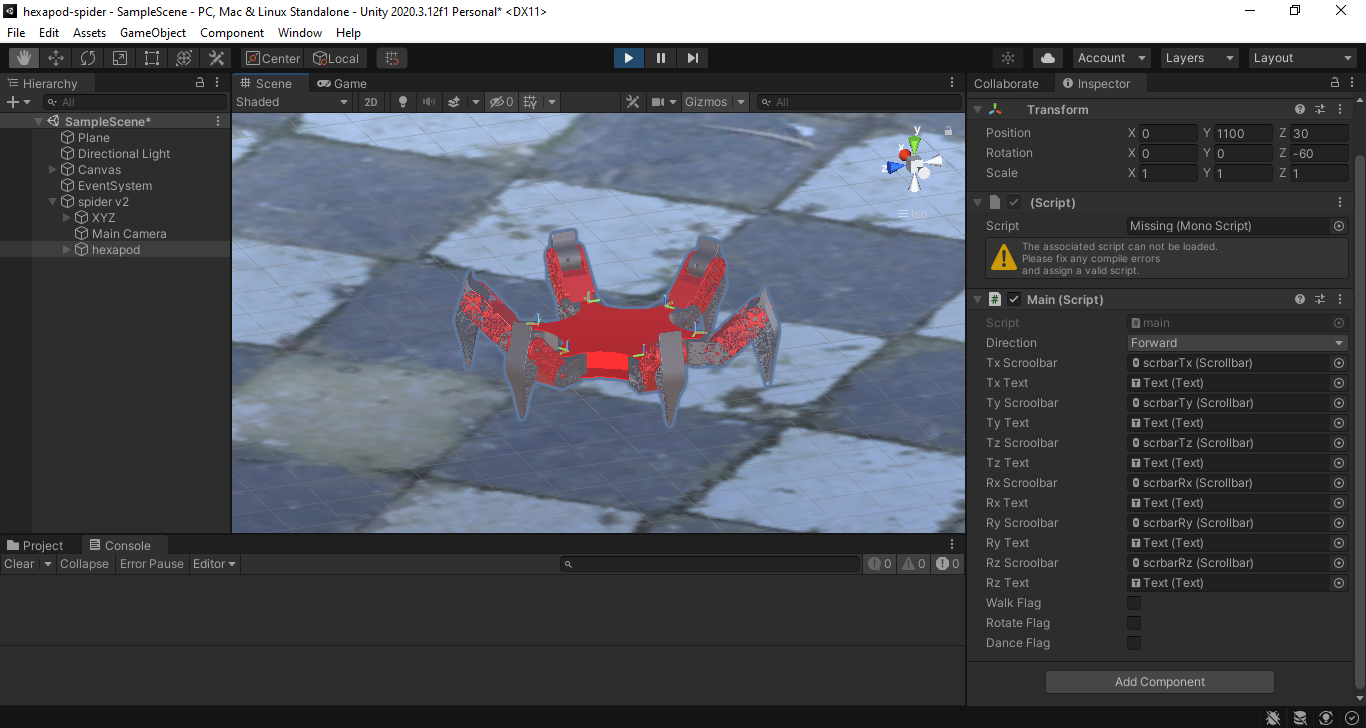 hexapod-spider - SampleScene - PC, Mac & Linux Standalone - Unity 2020.3.12f1 Personal* <DX11>
File Edit Assets GameObject Component Window Help
Center Local Account Layers Layout
Hierarchy
All
SampleScene*
Plane
Directional Light
Canvas
EventSystem
spider v2
XYZ
Main Camera
hexapod
Scene Game
Shaded 2D 0 Gizmos All
y
x
z
Iso
Project Console
Clear Collapse Error Pause Editor 0 0 0
Collaborate Inspector
Transform
Position X 0 Y 1100 Z 30
Rotation X 0 Y 0 Z -60
Scale X 1 Y 1 Z 1
(Script)
Script Missing (Mono Script)
The associated script can not be loaded.
Please fix any compile errors
and assign a valid script.
# Main (Script)
Script main
Direction Forward
Tx Scroolbar scrbarTx (Scrollbar)
Tx Text Text (Text)
Ty Scroolbar scrbarTy (Scrollbar)
Ty Text Text (Text)
Tz Scroolbar scrbarTz (Scrollbar)
Tz Text Text (Text)
Rx Scroolbar scrbarRx (Scrollbar)
Rx Text Text (Text)
Ry Scroolbar scrbarRy (Scrollbar)
Ry Text Text (Text)
Rz Scroolbar scrbarRz (Scrollbar)
Rz Text Text (Text)
Walk Flag
Rotate Flag
Dance Flag
Add Component